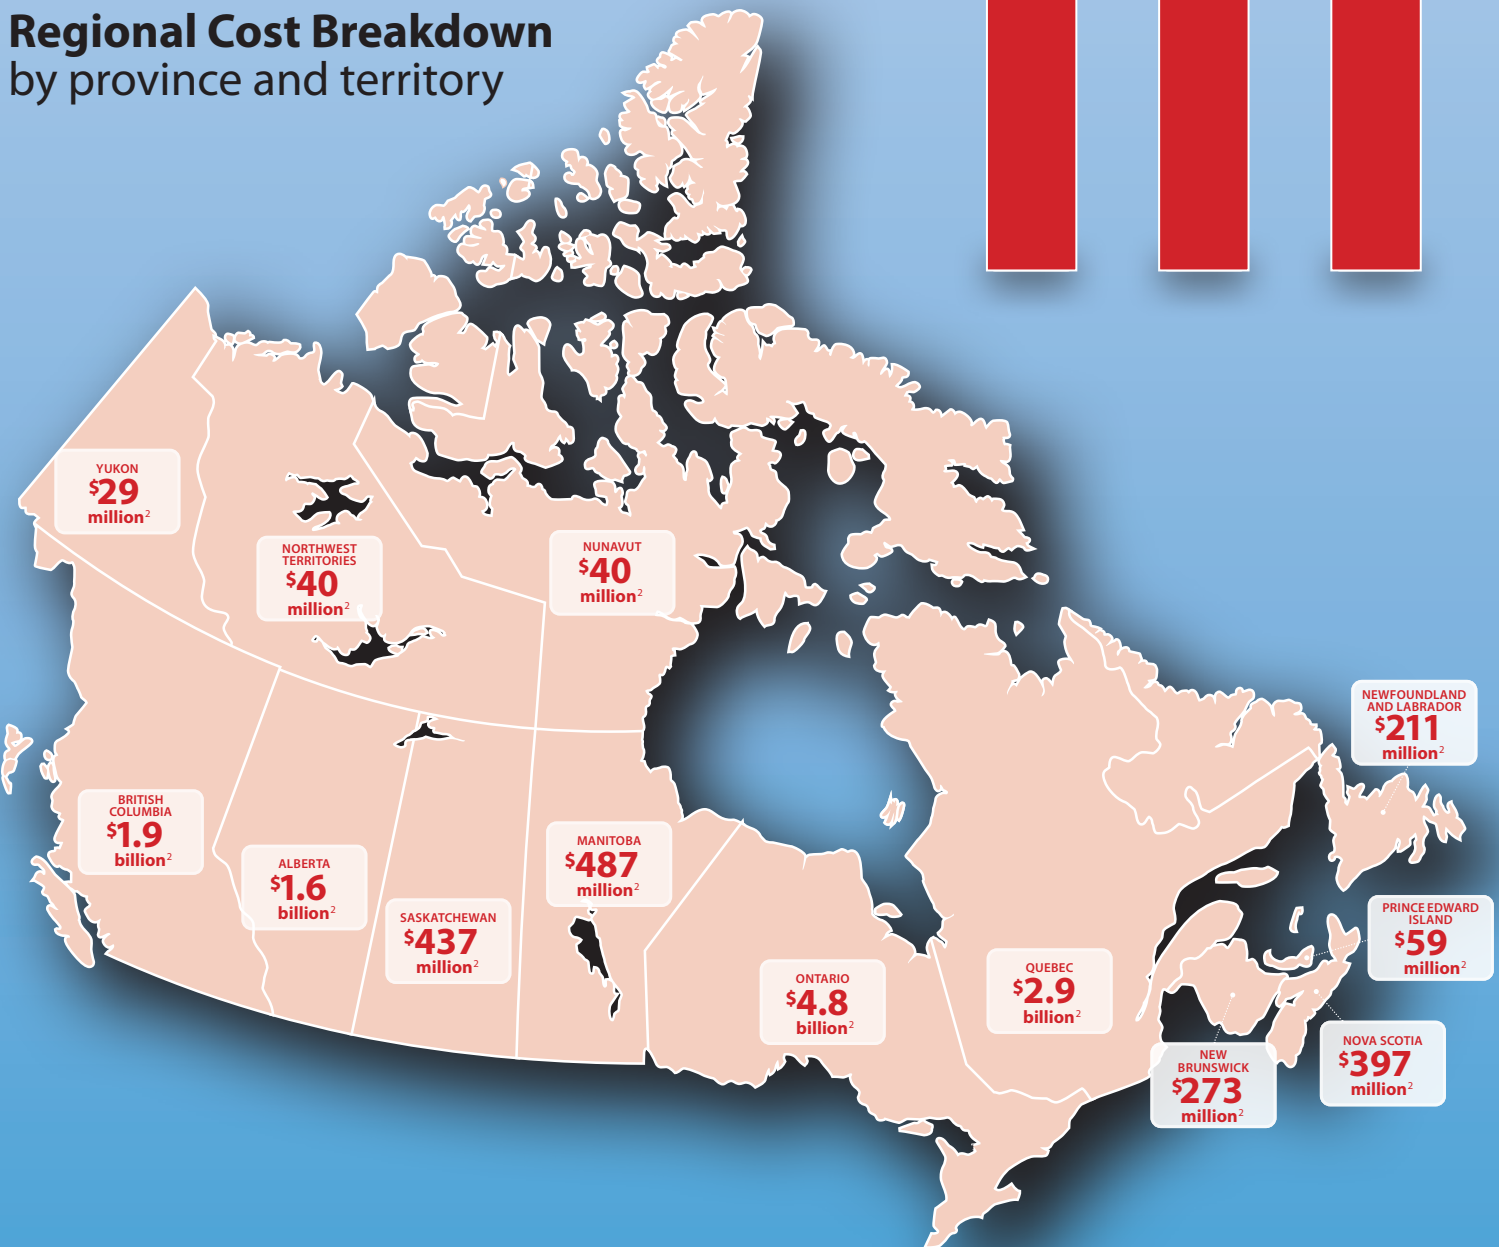 Regional Cost Breakdown
by province and territory
YUKON
$29
million2
NORTHWEST
TERRITORIES
$40
million2
NUNAVUT
$40
million2
NEWFOUNDLAND
AND LABRADOR
$211
million2
BRITISH
COLUMBIA
$1.9
billion2
ALBERTA
$1.6
billion2
SASKATCHEWAN
$437
million2
MANITOBA
$487
million2
ONTARIO
$4.8
billion2
QUEBEC
$2.9
billion2
PRINCE EDWARD
ISLAND
$59
million2
NOVA SCOTIA
$397
million2
NEW
BRUNSWICK
$273
million2